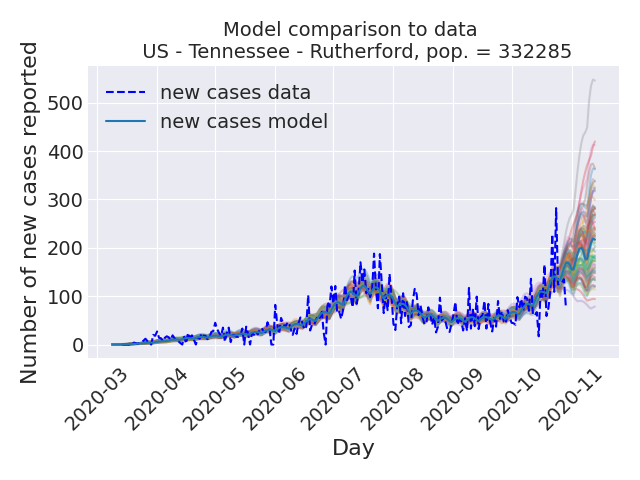 Model comparison to data
US - Tennessee - Rutherford, pop. = 332285
new cases data
new cases model
Number of new cases reported
500
400
300
200
100
0
2020-03
2020-04
2020-05
2020-06
2020-07
2020-08
2020-09
2020-10
2020-11
Day